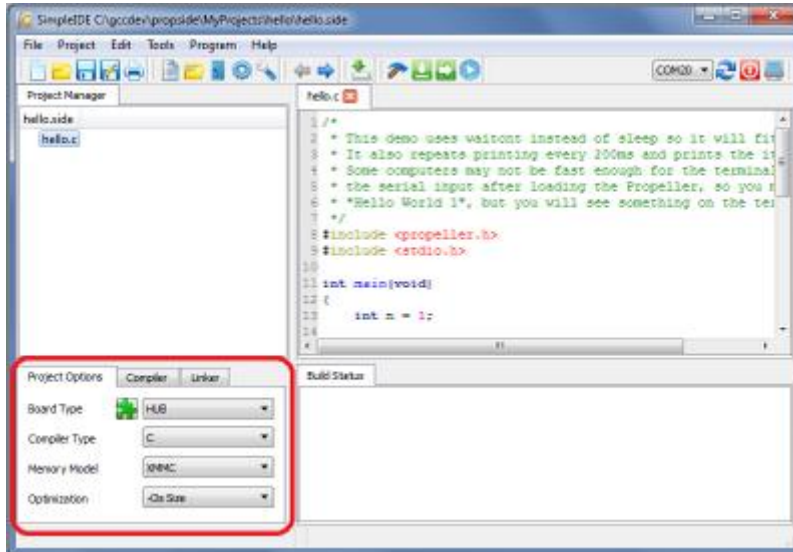 SimpleIDE C:\gccdev\propside\MyProjects\hello\hello.side
File Project Edit Tools Program Help
COM20
Project Manager
hello.side
hello.c
hello.c
1 /*
2 * This demo uses waitcnt instead of sleep so it will fit
3 * It also repeats printing every 200ms and prints the it
4 * Some computers may not be fast enough for the terminal
5 * the serial input after loading the Propeller, so you m
6 * "Hello World 1", but you will see something on the ter
7 */
8 #include <propeller.h>
9 #include <stdio.h>
10
11 int main(void)
12 {
13 int n = 1;
14
Project Options Compiler Linker
Board Type HUB
Compiler Type C
Memory Model XMMC
Optimization -Os Size
Build Status